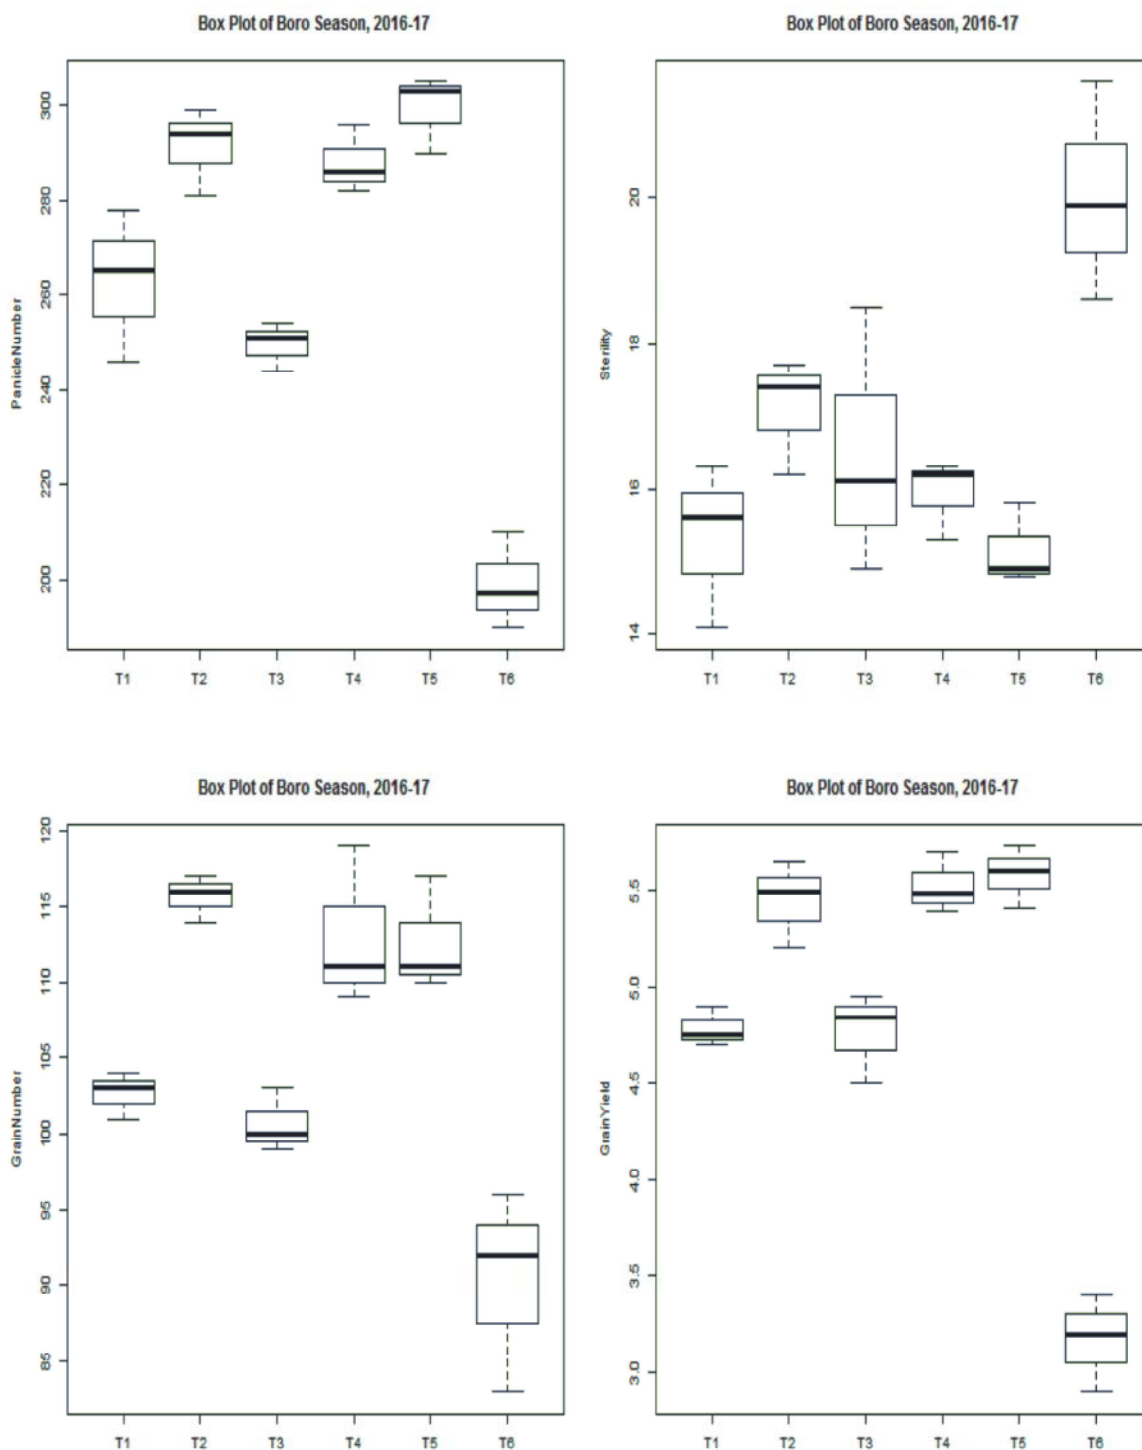 Box Plot of Boro Season, 2016-17
PanicleNumber
300
280
260
240
220
200
T1 T2 T3 T4 T5 T6
Box Plot of Boro Season, 2016-17
Sterility
20
18
16
14
T1 T2 T3 T4 T5 T6
Box Plot of Boro Season, 2016-17
GrainNumber
120
115
110
105
100
95
90
85
T1 T2 T3 T4 T5 T6
Box Plot of Boro Season, 2016-17
GrainYield
5.5
5.0
4.5
4.0
3.5
3.0
T1 T2 T3 T4 T5 T6